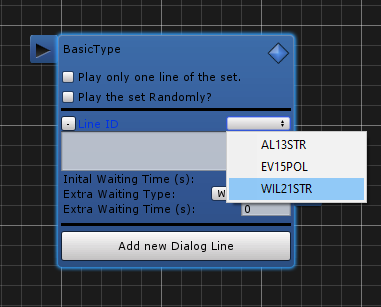 BasicType
Play only one line of the set.
Play the set Randomly?
- Line ID
AL13STR
EV15POL
WIL21STR
Inital Waiting Time (s):
Extra Waiting Type: W
Extra Waiting Time (s): 0
Add new Dialog Line